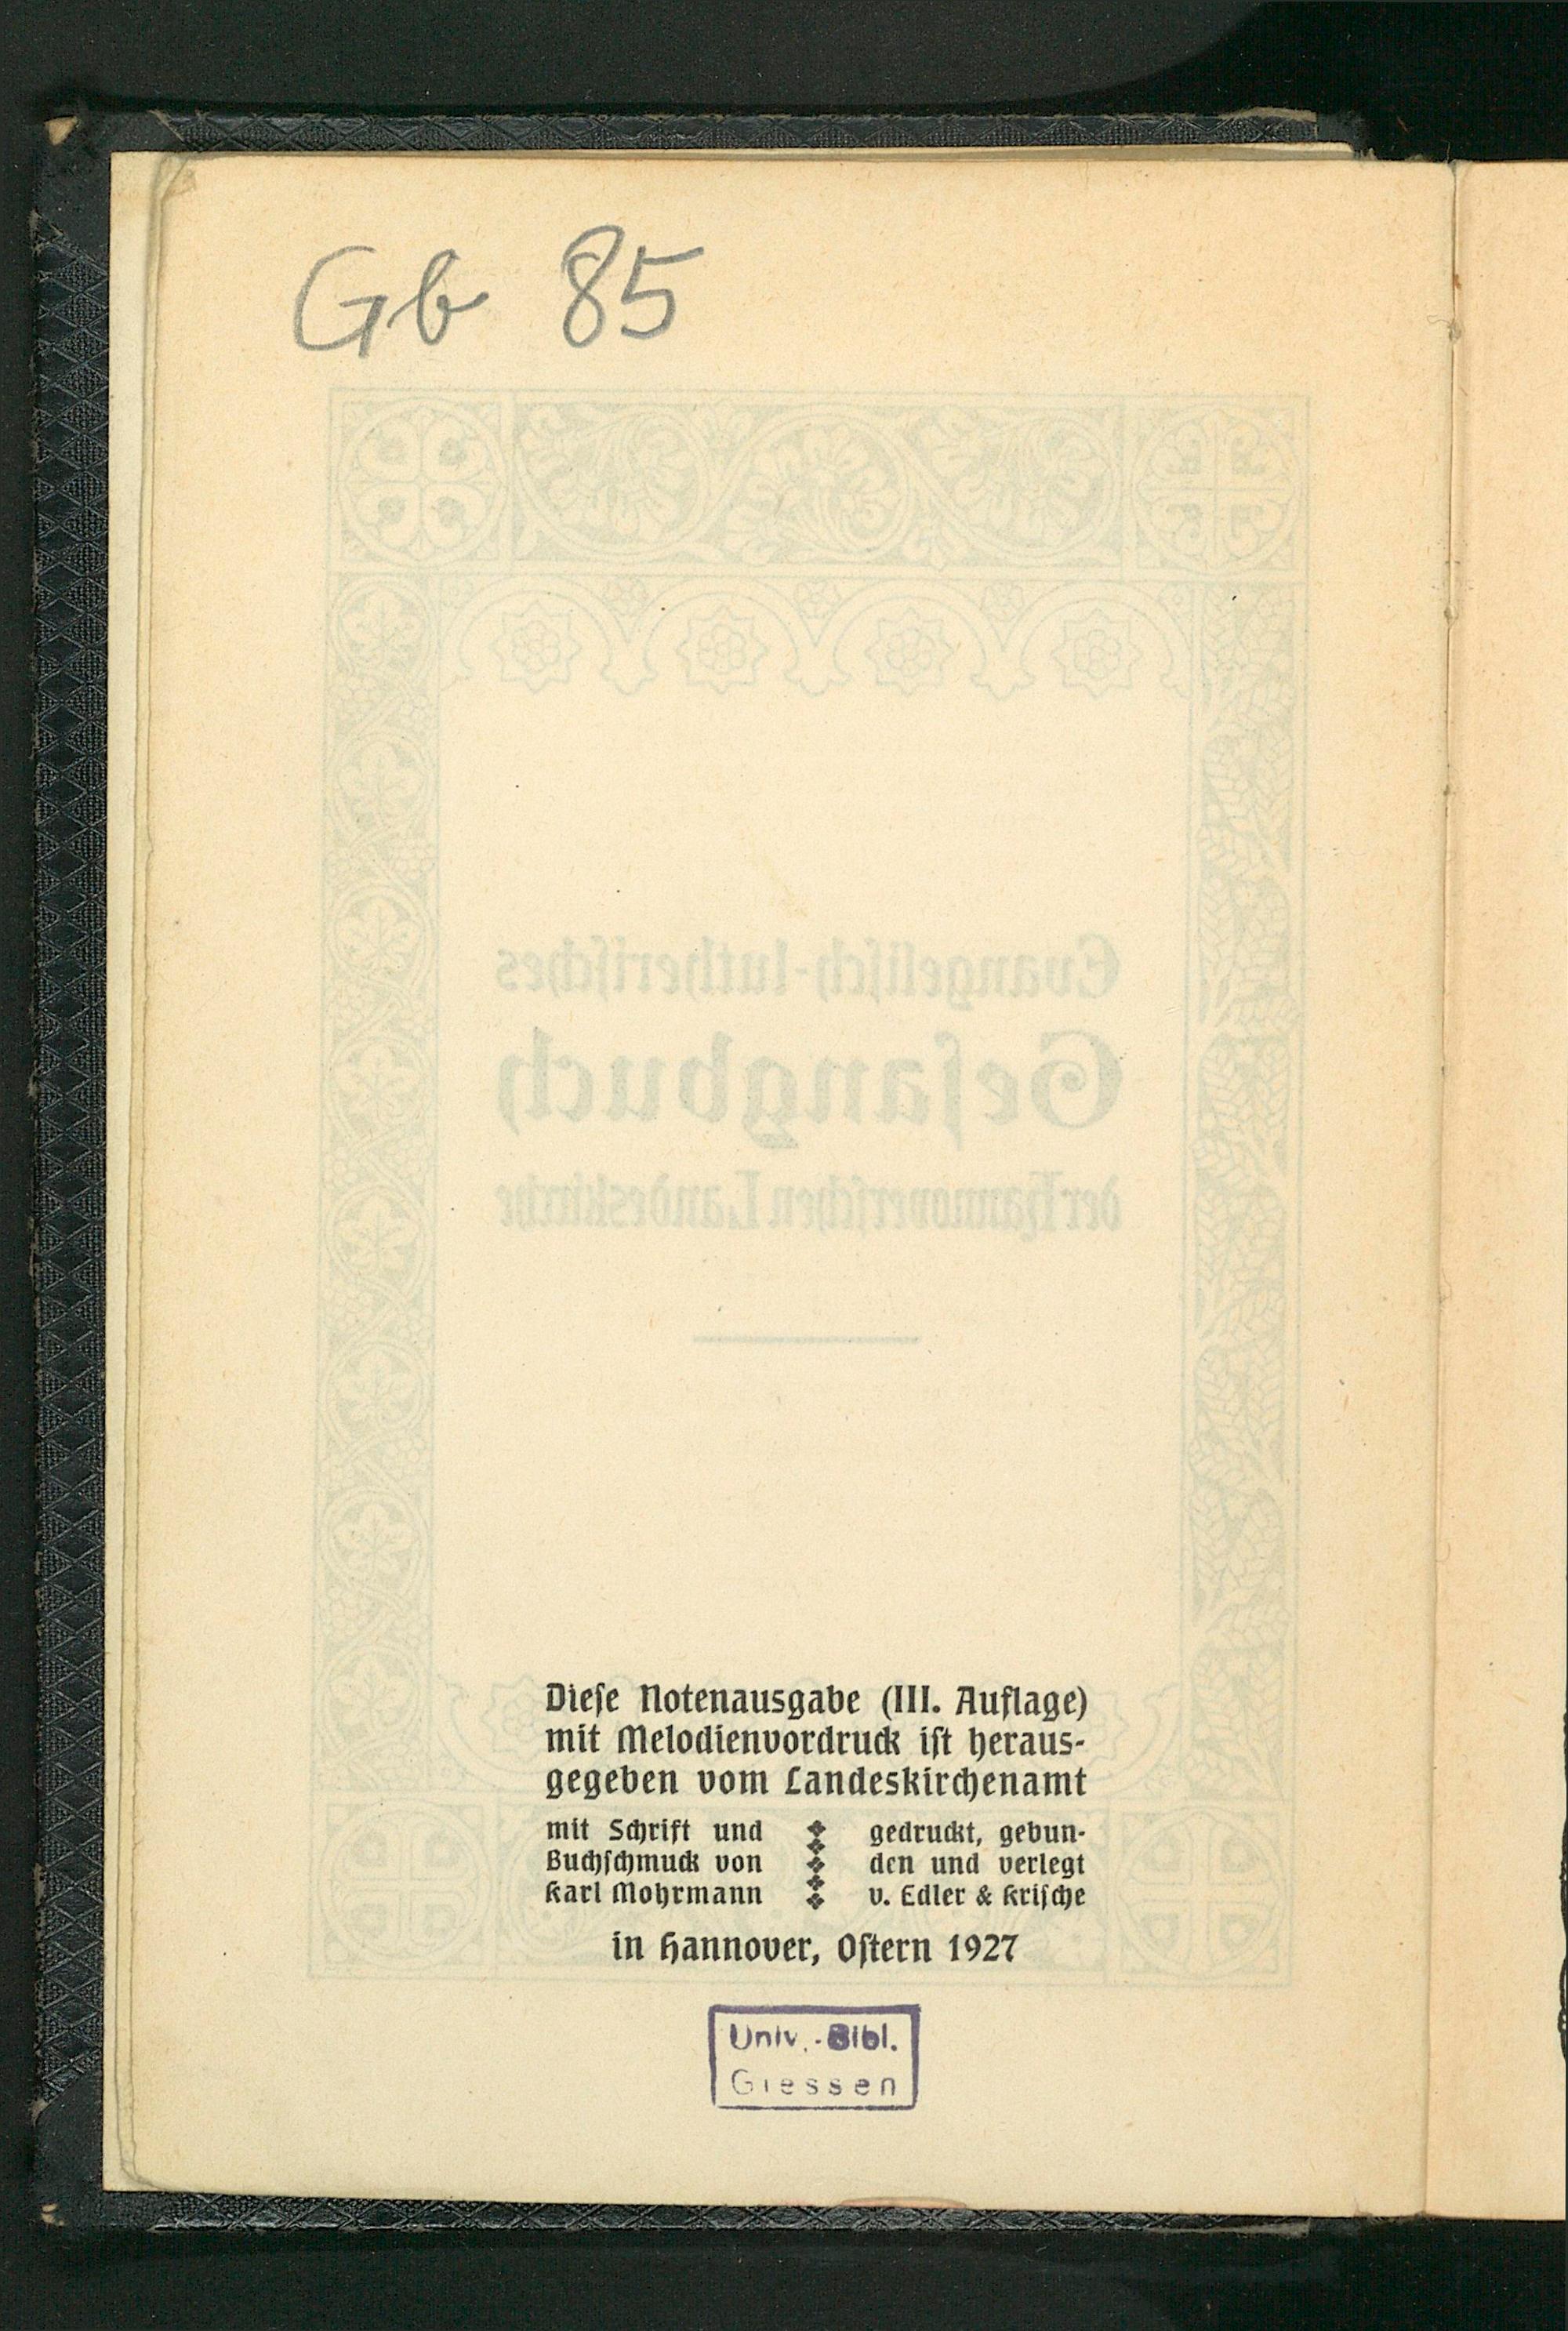 Gb 85
Evangelisch-lutherisches
Gesangbuch
der Hannoverschen Landeskirche
Dieſe Notenausgabe (III. Auflage)
mit Melodienvordruck iſt heraus-
gegeben vom Landeskirchenamt
mit Schrift und
Buchſchmuck von
Karl Mohrmann
gedruckt, gebun-
den und verlegt
v. Edler & Kriſche
in Hannover, Oſtern 1927
Univ.-Bibl.
Giessen